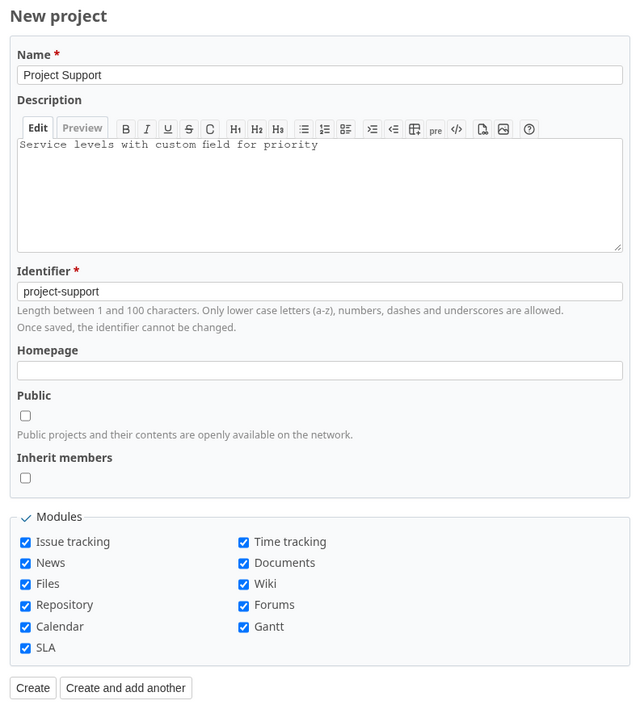 New project
Name *
Project Support
Description
Edit Preview B I U S C H1 H2 H3 pre
Service levels with custom field for priority
Identifier *
project-support
Length between 1 and 100 characters. Only lower case letters (a-z), numbers, dashes and underscores are allowed.
Once saved, the identifier cannot be changed.
Homepage
Public
Public projects and their contents are openly available on the network.
Inherit members
Modules
Issue tracking Time tracking
News Documents
Files Wiki
Repository Forums
Calendar Gantt
SLA
Create Create and add another